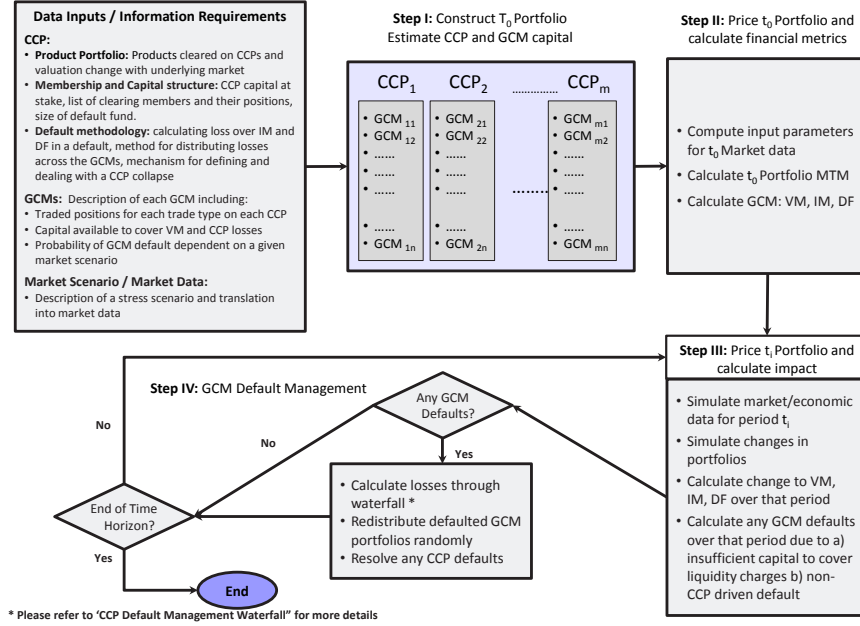 Data Inputs / Information Requirements
CCP:
• Product Portfolio: Products cleared on CCPs and
valuation change with underlying market
• Membership and Capital structure: CCP capital at
stake, list of clearing members and their positions,
size of default fund.
• Default methodology: calculating loss over IM and
DF in a default, method for distributing losses
across the GCMs, mechanism for defining and
dealing with a CCP collapse
GCMs: Description of each GCM including:
• Traded positions for each trade type on each CCP
• Capital available to cover VM and CCP losses
• Probability of GCM default dependent on a given
market scenario
Market Scenario / Market Data:
• Description of a stress scenario and translation
into market data
Step I: Construct T0 Portfolio
Estimate CCP and GCM capital
CCP1 CCP2 ............... CCPm
• GCM 11
• GCM 12
• ......
• ......
• ......
• ......
• GCM 1n
• GCM 21
• GCM 22
• ......
• ......
• ......
• ......
• GCM 2n
........
• GCM m1
• GCM m2
• ......
• ......
• ......
• ......
• GCM mn
Step II: Price t0 Portfolio and
calculate financial metrics
• Compute input parameters
for t0 Market data
• Calculate t0 Portfolio MTM
• Calculate GCM: VM, IM, DF
Step III: Price ti Portfolio and
calculate impact
• Simulate market/economic
data for period ti
• Simulate changes in
portfolios
• Calculate change to VM,
IM, DF over that period
• Calculate any GCM defaults
over that period due to a)
insufficient capital to cover
liquidity charges b) non-
CCP driven default
Step IV: GCM Default Management
Any GCM
Defaults?
No
Yes
• Calculate losses through
waterfall *
• Redistribute defaulted GCM
portfolios randomly
• Resolve any CCP defaults
No
End of Time
Horizon?
Yes
End
* Please refer to ‘CCP Default Management Waterfall” for more details